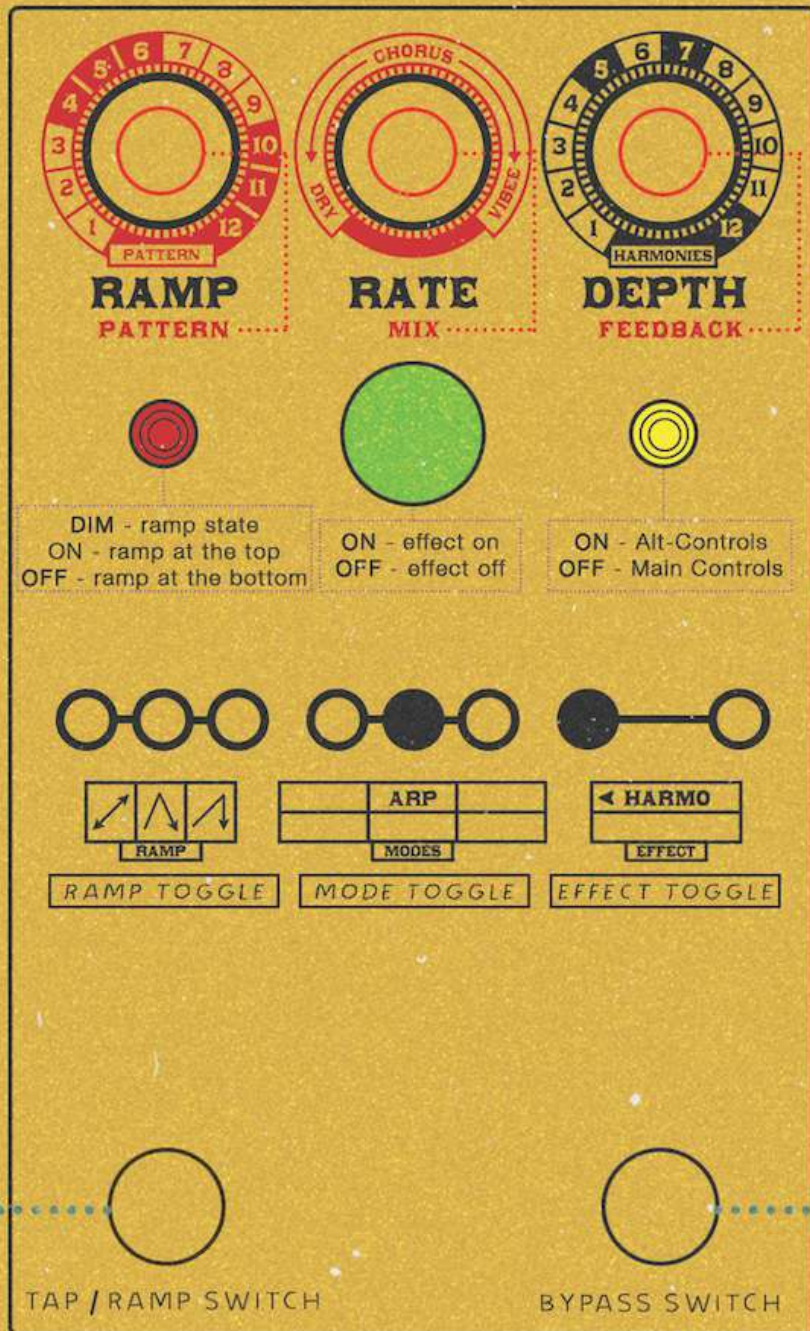 1 2 3 4 5 6 7 8 9 10 11 12
PATTERN
DRY CHORUS VIBEE
1 2 3 4 5 6 7 8 9 10 11 12
HARMONIES
RAMP RATE DEPTH
PATTERN MIX FEEDBACK
DIM - ramp state
ON - ramp at the top
OFF - ramp at the bottom
ON - effect on
OFF - effect off
ON - Alt-Controls
OFF - Main Controls
RAMP
ARP
MODES
HARMO
EFFECT
RAMP TOGGLE MODE TOGGLE EFFECT TOGGLE
TAP / RAMP SWITCH BYPASS SWITCH